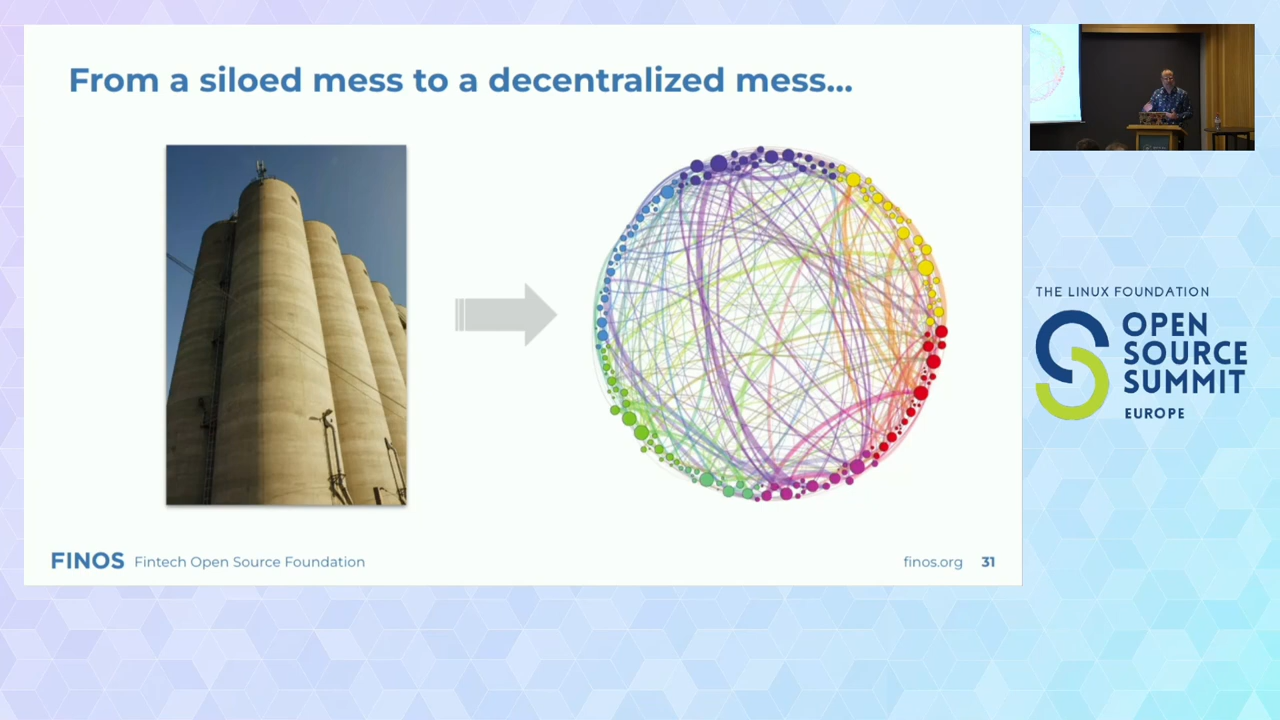 From a siloed mess to a decentralized mess...
FINOS Fintech Open Source Foundation
finos.org 31
THE LINUX FOUNDATION
OPEN
SOURCE
SUMMIT
EUROPE